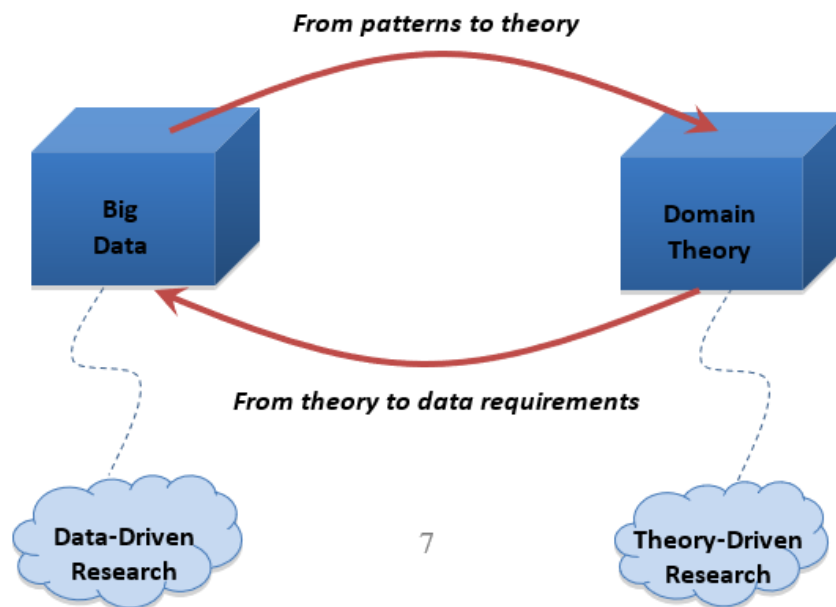 From patterns to theory
Big
Data
Domain
Theory
From theory to data requirements
Data-Driven
Research
7
Theory-Driven
Research